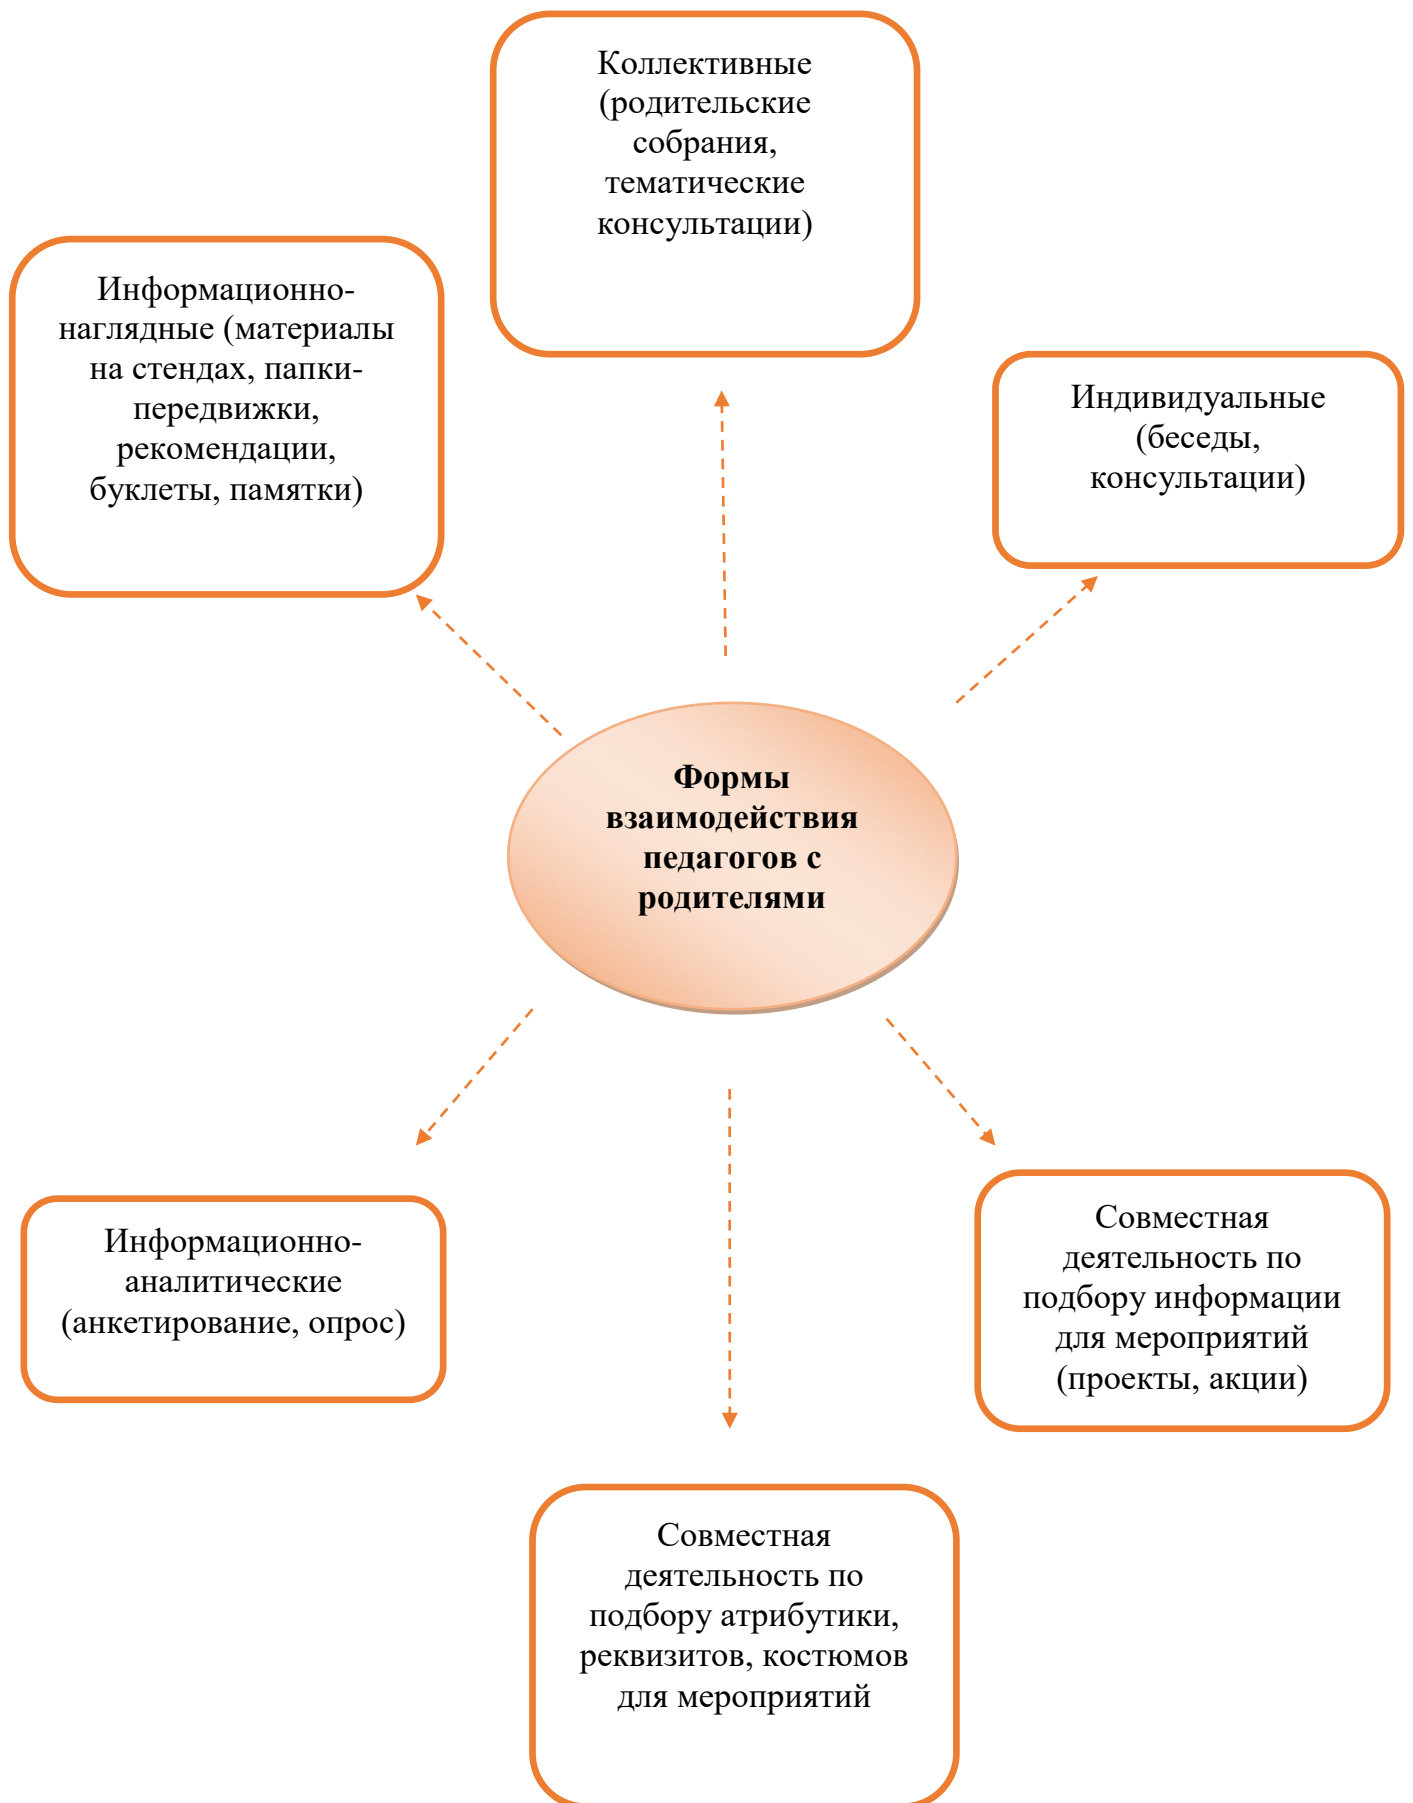 Коллективные
(родительские
собрания,
тематические
консультации)
Информационно-
наглядные (материалы
на стендах, папки-
передвижки,
рекомендации,
буклеты, памятки)
Индивидуальные
(беседы,
консультации)
Формы
взаимодействия
педагогов с
родителями
Информационно-
аналитические
(анкетирование, опрос)
Совместная
деятельность по
подбору информации
для мероприятий
(проекты, акции)
Совместная
деятельность по
подбору атрибутики,
реквизитов, костюмов
для мероприятий